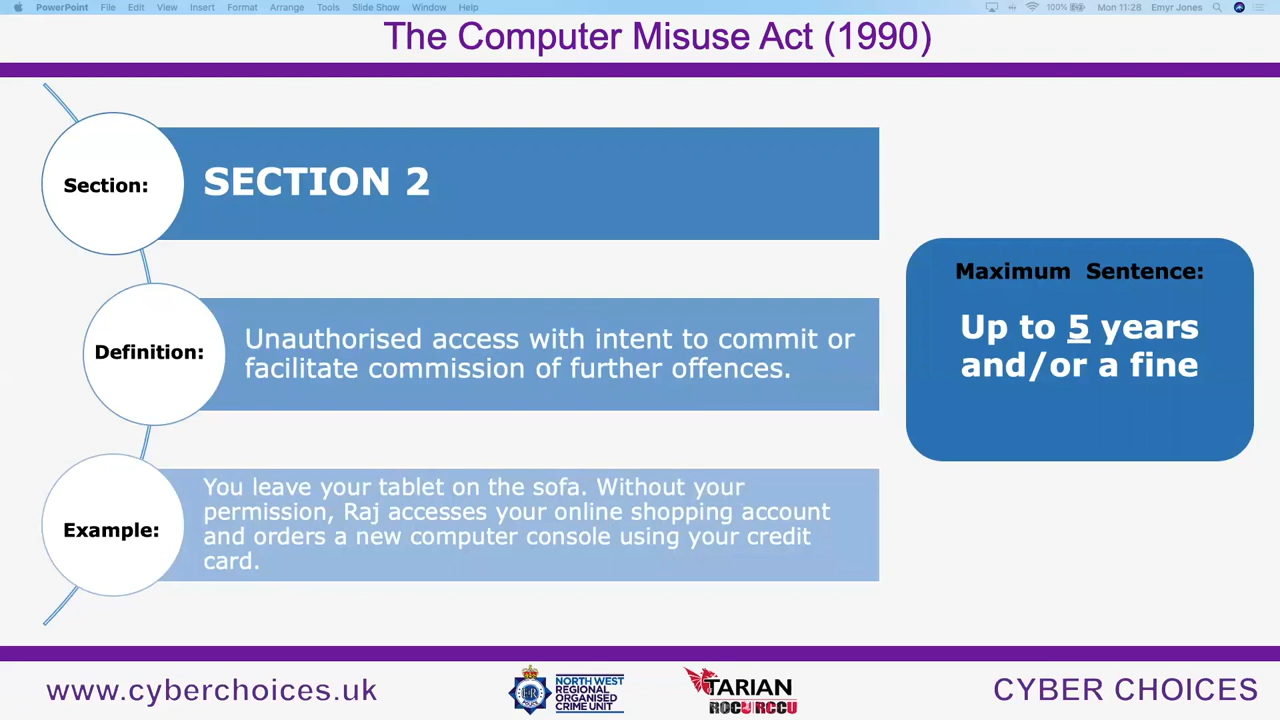 PowerPoint File Edit View Insert Format Arrange Tools Slide Show Window Help 100% Mon 11:28 Emyr Jones
The Computer Misuse Act (1990)
Section:
SECTION 2
Definition:
Unauthorised access with intent to commit or
facilitate commission of further offences.
Example:
You leave your tablet on the sofa. Without your
permission, Raj accesses your online shopping account
and orders a new computer console using your credit
card.
Maximum Sentence:
Up to 5 years
and/or a fine
www.cyberchoices.uk
NORTH WEST
REGIONAL
ORGANISED
CRIME UNIT
TARIAN
ROCU RCCU
CYBER CHOICES